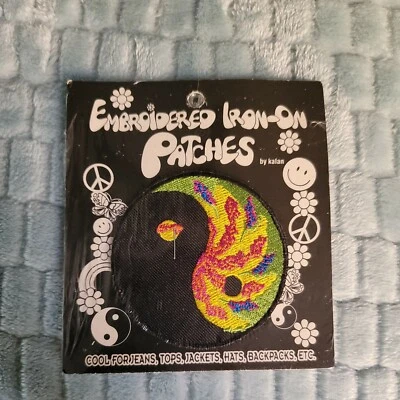 EMBROIDERED IRON-ON
PATCHES
by kalan
COOL FOR JEANS, TOPS, JACKETS, HATS, BACKPACKS, ETC.